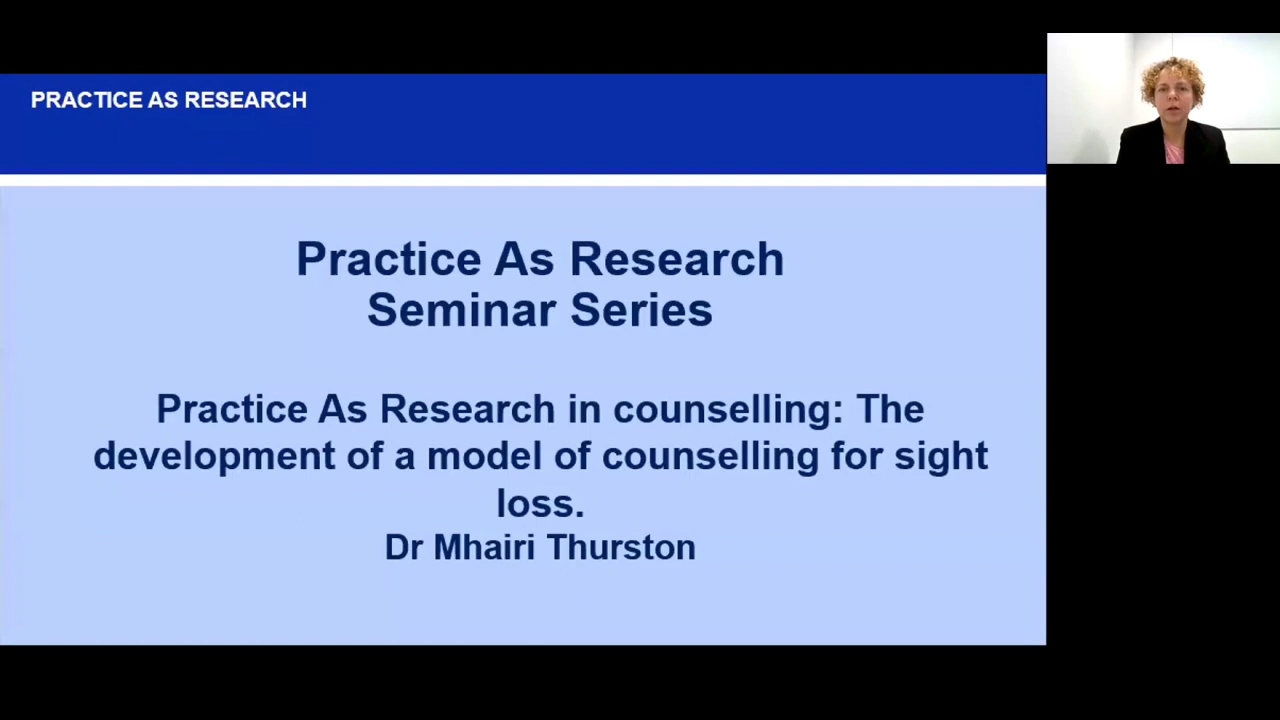 PRACTICE AS RESEARCH
Practice As Research
Seminar Series
Practice As Research in counselling: The
development of a model of counselling for sight
loss.
Dr Mhairi Thurston